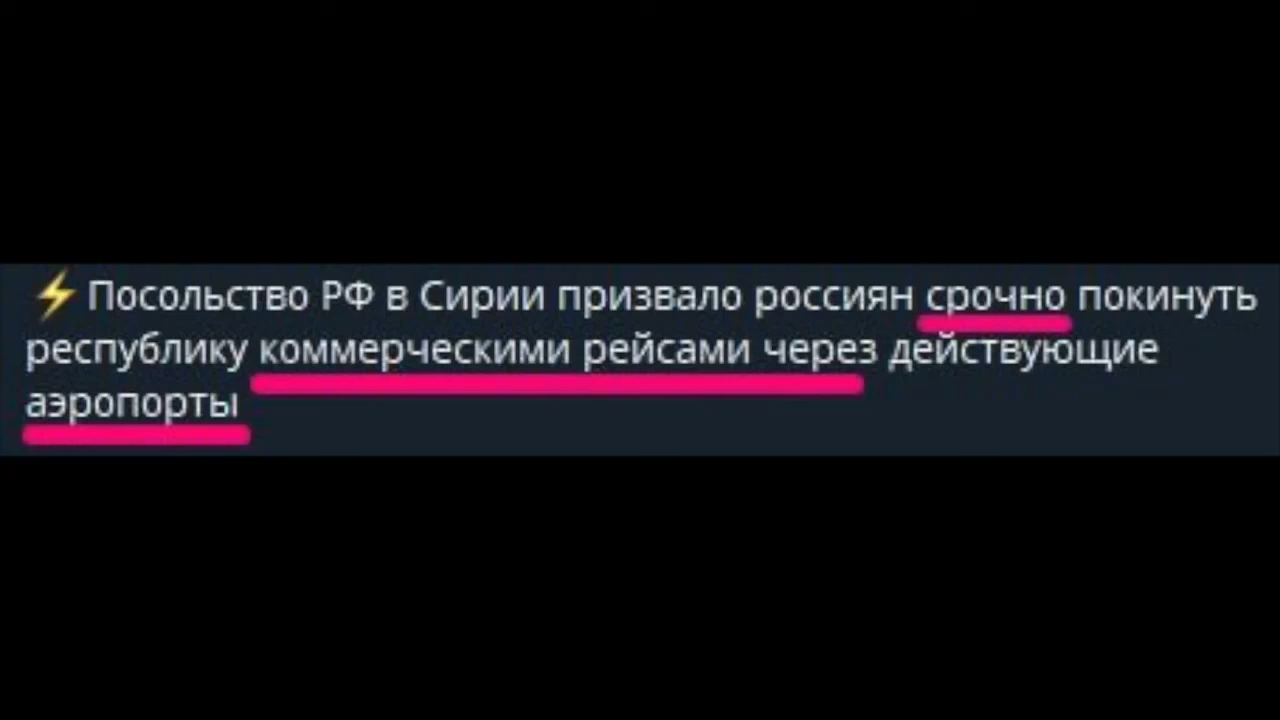 ⚡Посольство РФ в Сирии призвало россиян срочно покинуть
республику коммерческими рейсами через действующие
аэропорты